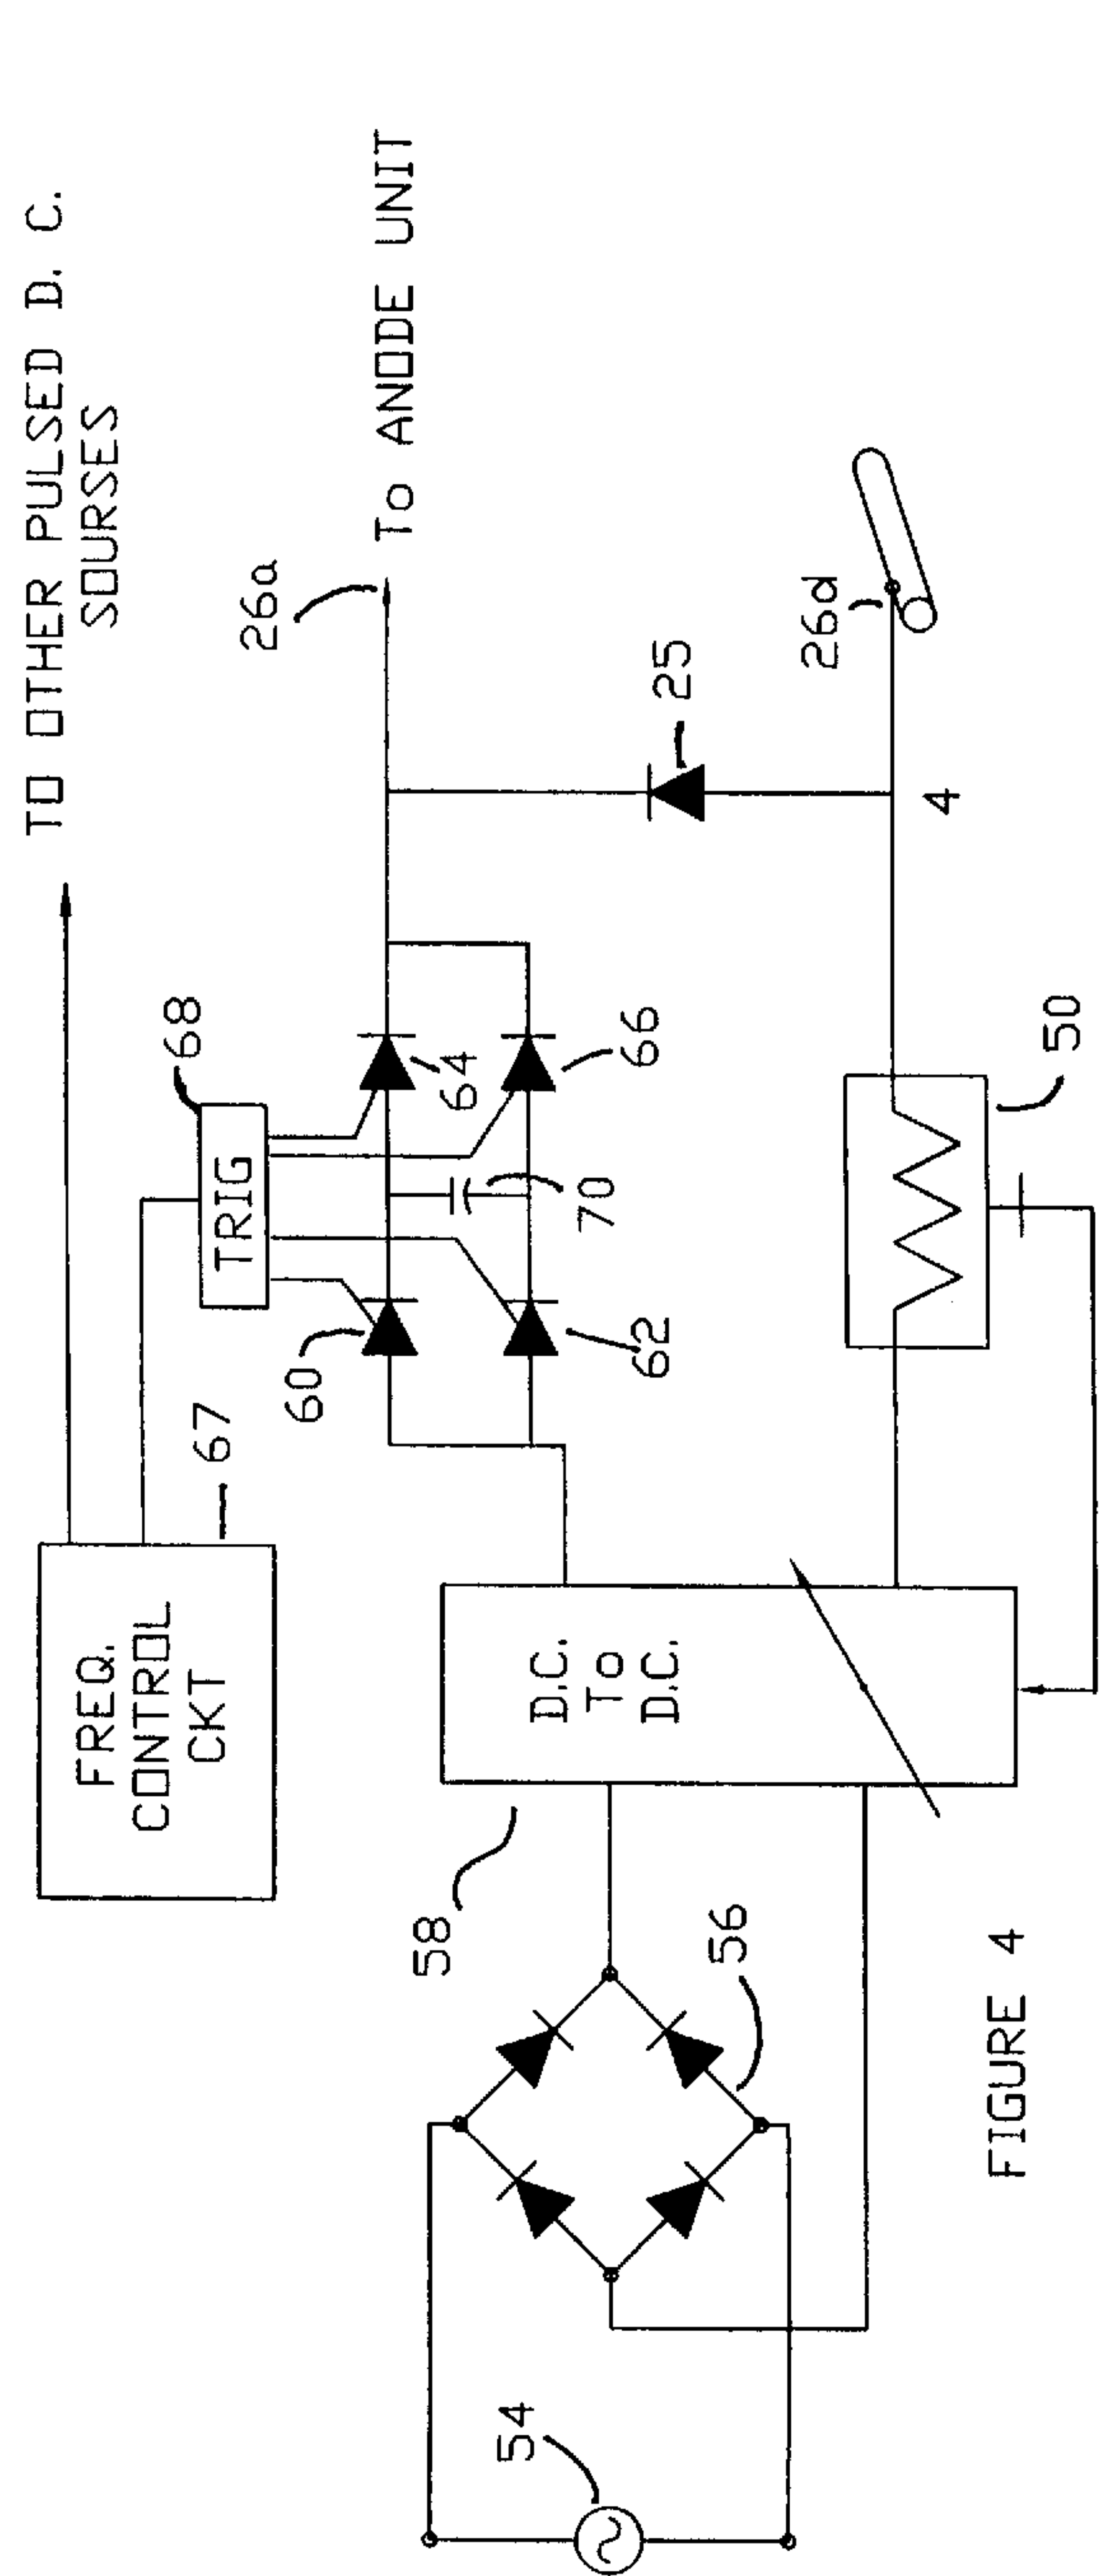 TO OTHER PULSED D. C.
SOURSES
FREQ.
CONTROL
CKT
67
68
TRIG
26a
To ANODE UNIT
60
64
62
66
70
25
26d
4
58
D.C.
To
D.C.
50
54
56
FIGURE 4